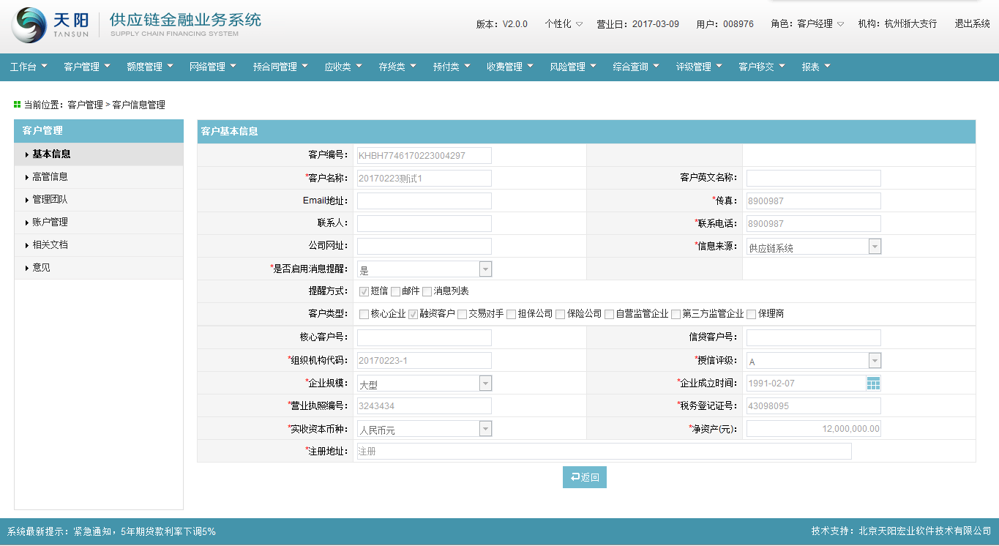 天阳 TANSUN 供应链金融业务系统 SUPPLY CHAIN FINANCING SYSTEM
版本：V2.0.0 个性化 营业日：2017-03-09 用户：008976 角色：客户经理 机构：杭州浙大支行 退出系统
工作台 客户管理 额度管理 网络管理 预合同管理 应收类 存货类 预付类 收费管理 风险管理 综合查询 评级管理 客户移交 报表
当前位置：客户管理 > 客户信息管理
客户管理
基本信息
高管信息
管理团队
账户管理
相关文档
意见
客户基本信息
客户编号： KHBH7746170223004297
*客户名称： 20170223测试1 客户英文名称：
Email地址： *传真： 8900987
联系人： *联系电话： 8900987
公司网址： *信息来源： 供应链系统
*是否启用消息提醒： 是
提醒方式： 短信 邮件 消息列表
客户类型： 核心企业 融资客户 交易对手 担保公司 保险公司 自营监管企业 第三方监管企业 保理商
核心客户号： 信贷客户号：
*组织机构代码： 20170223-1 *授信评级： A
*企业规模： 大型 *企业成立时间： 1991-02-07
*营业执照编号： 3243434 *税务登记证号： 43098095
*实收资本币种： 人民币元 *净资产(元)： 12,000,000.00
*注册地址： 注册
返回
系统最新提示：紧急通知，5年期贷款利率下调5% 技术支持：北京天阳宏业软件技术有限公司